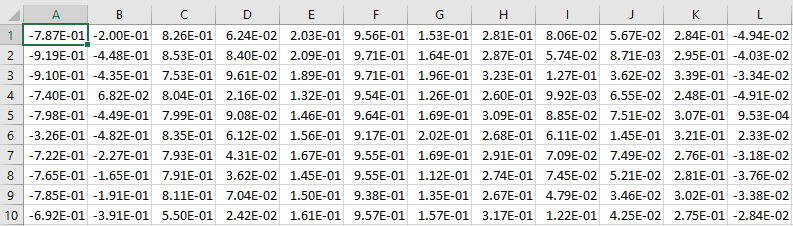 A B C D E F G H I J K L
1 -7.87E-01 -2.00E-01 8.26E-01 6.24E-02 2.03E-01 9.56E-01 1.53E-01 2.81E-01 8.06E-02 5.67E-02 2.84E-01 -4.94E-02
2 -9.19E-01 -4.48E-01 8.53E-01 8.40E-02 2.09E-01 9.71E-01 1.64E-01 2.87E-01 5.74E-02 8.71E-03 2.95E-01 -4.03E-02
3 -9.10E-01 -4.35E-01 7.53E-01 9.61E-02 1.89E-01 9.71E-01 1.96E-01 3.23E-01 1.27E-01 3.62E-02 3.39E-01 -3.34E-02
4 -7.40E-01 6.82E-02 8.04E-01 2.16E-02 1.32E-01 9.54E-01 1.26E-01 2.60E-01 9.92E-03 6.55E-02 2.48E-01 -4.91E-02
5 -7.98E-01 -4.49E-01 7.99E-01 9.08E-02 1.46E-01 9.64E-01 1.69E-01 3.09E-01 8.85E-02 7.51E-02 3.07E-01 9.53E-04
6 -3.26E-01 -4.82E-01 8.35E-01 6.12E-02 1.56E-01 9.17E-01 2.02E-01 2.68E-01 6.11E-02 1.45E-01 3.21E-01 2.33E-02
7 -7.22E-01 -2.27E-01 7.93E-01 4.31E-02 1.67E-01 9.55E-01 1.69E-01 2.91E-01 7.09E-02 7.49E-02 2.76E-01 -3.18E-02
8 -7.65E-01 -1.65E-01 7.91E-01 3.62E-02 1.45E-01 9.55E-01 1.12E-01 2.74E-01 7.45E-02 5.21E-02 2.81E-01 -3.76E-02
9 -7.85E-01 -1.91E-01 8.11E-01 7.04E-02 1.50E-01 9.38E-01 1.35E-01 2.67E-01 4.79E-02 3.46E-02 3.02E-01 -3.38E-02
10 -6.92E-01 -3.91E-01 5.50E-01 2.42E-02 1.61E-01 9.57E-01 1.57E-01 3.17E-01 1.22E-01 4.25E-02 2.75E-01 -2.84E-02